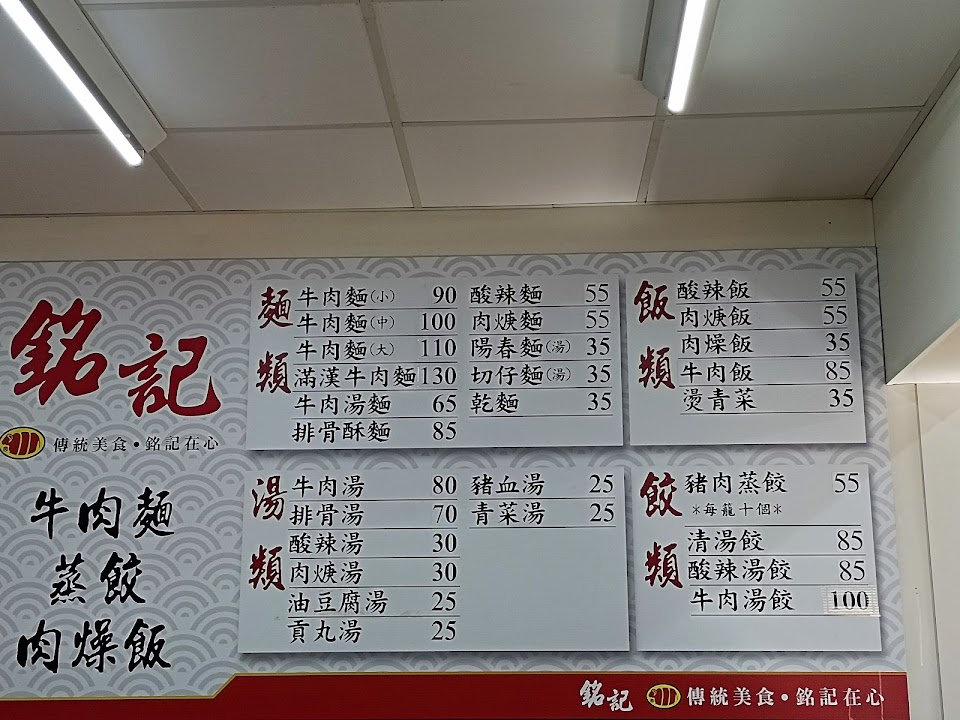 銘記
傳統美食•銘記在心
牛肉麵
蒸餃
肉燥飯
麵類
牛肉麵(小) 90
牛肉麵(中) 100
牛肉麵(大) 110
滿漢牛肉麵 130
牛肉湯麵 65
排骨酥麵 85
酸辣麵 55
肉焿麵 55
陽春麵(湯) 35
切仔麵(湯) 35
乾麵 35
飯類
酸辣飯 55
肉焿飯 55
肉燥飯 35
牛肉飯 85
燙青菜 35
湯類
牛肉湯 80
排骨湯 70
酸辣湯 30
肉焿湯 30
油豆腐湯 25
貢丸湯 25
豬血湯 25
青菜湯 25
餃類
豬肉蒸餃 55
*每籠十個*
清湯餃 85
酸辣湯餃 85
牛肉湯餃 100
銘記 傳統美食•銘記在心